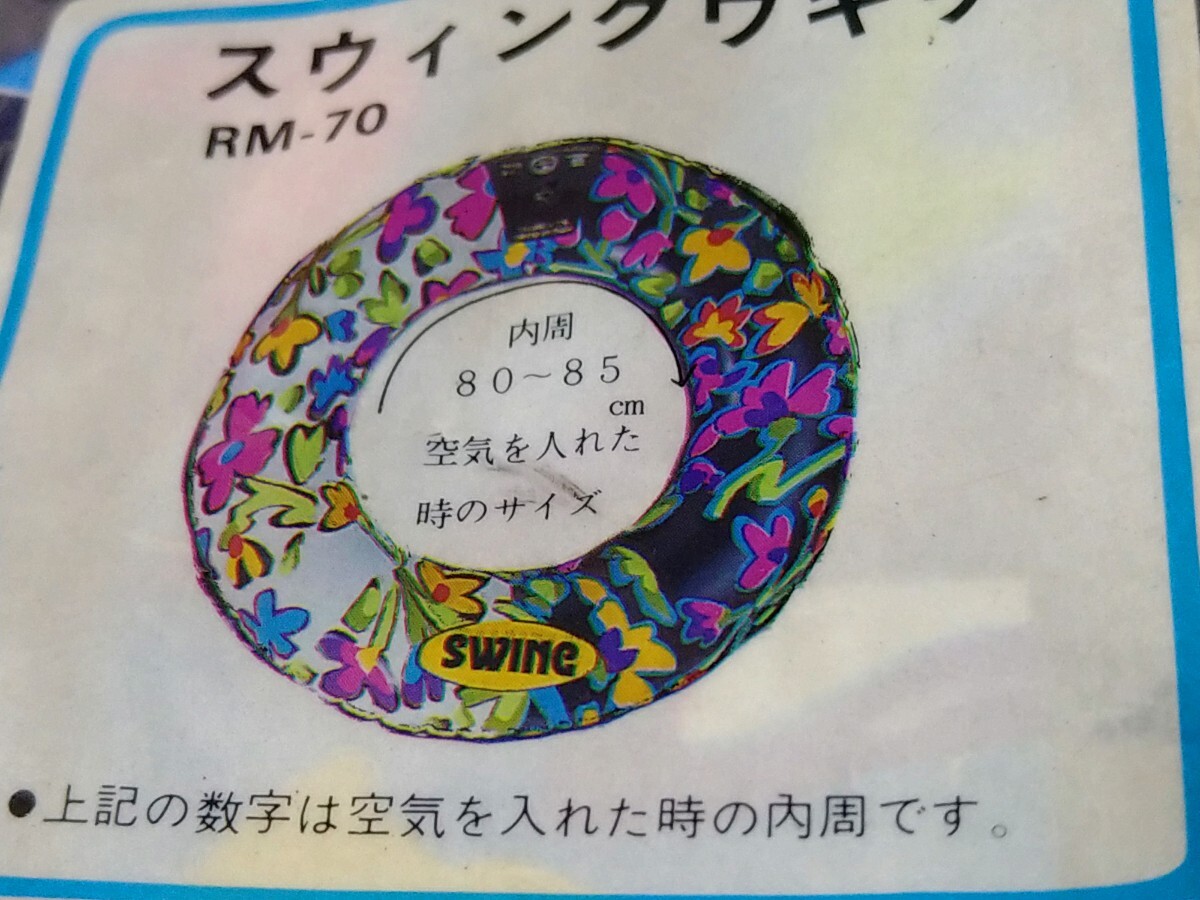 スウィングウキワ
RM-70
内周
80～85
cm
空気を入れた
時のサイズ
SWING
●上記の数字は空気を入れた時の内周です。